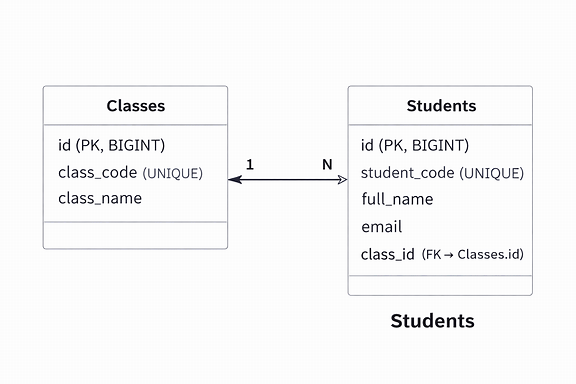 Classes
id (PK, BIGINT)
class_code (UNIQUE)
class_name
1
N
Students
id (PK, BIGINT)
student_code (UNIQUE)
full_name
email
class_id (FK → Classes.id)
Students